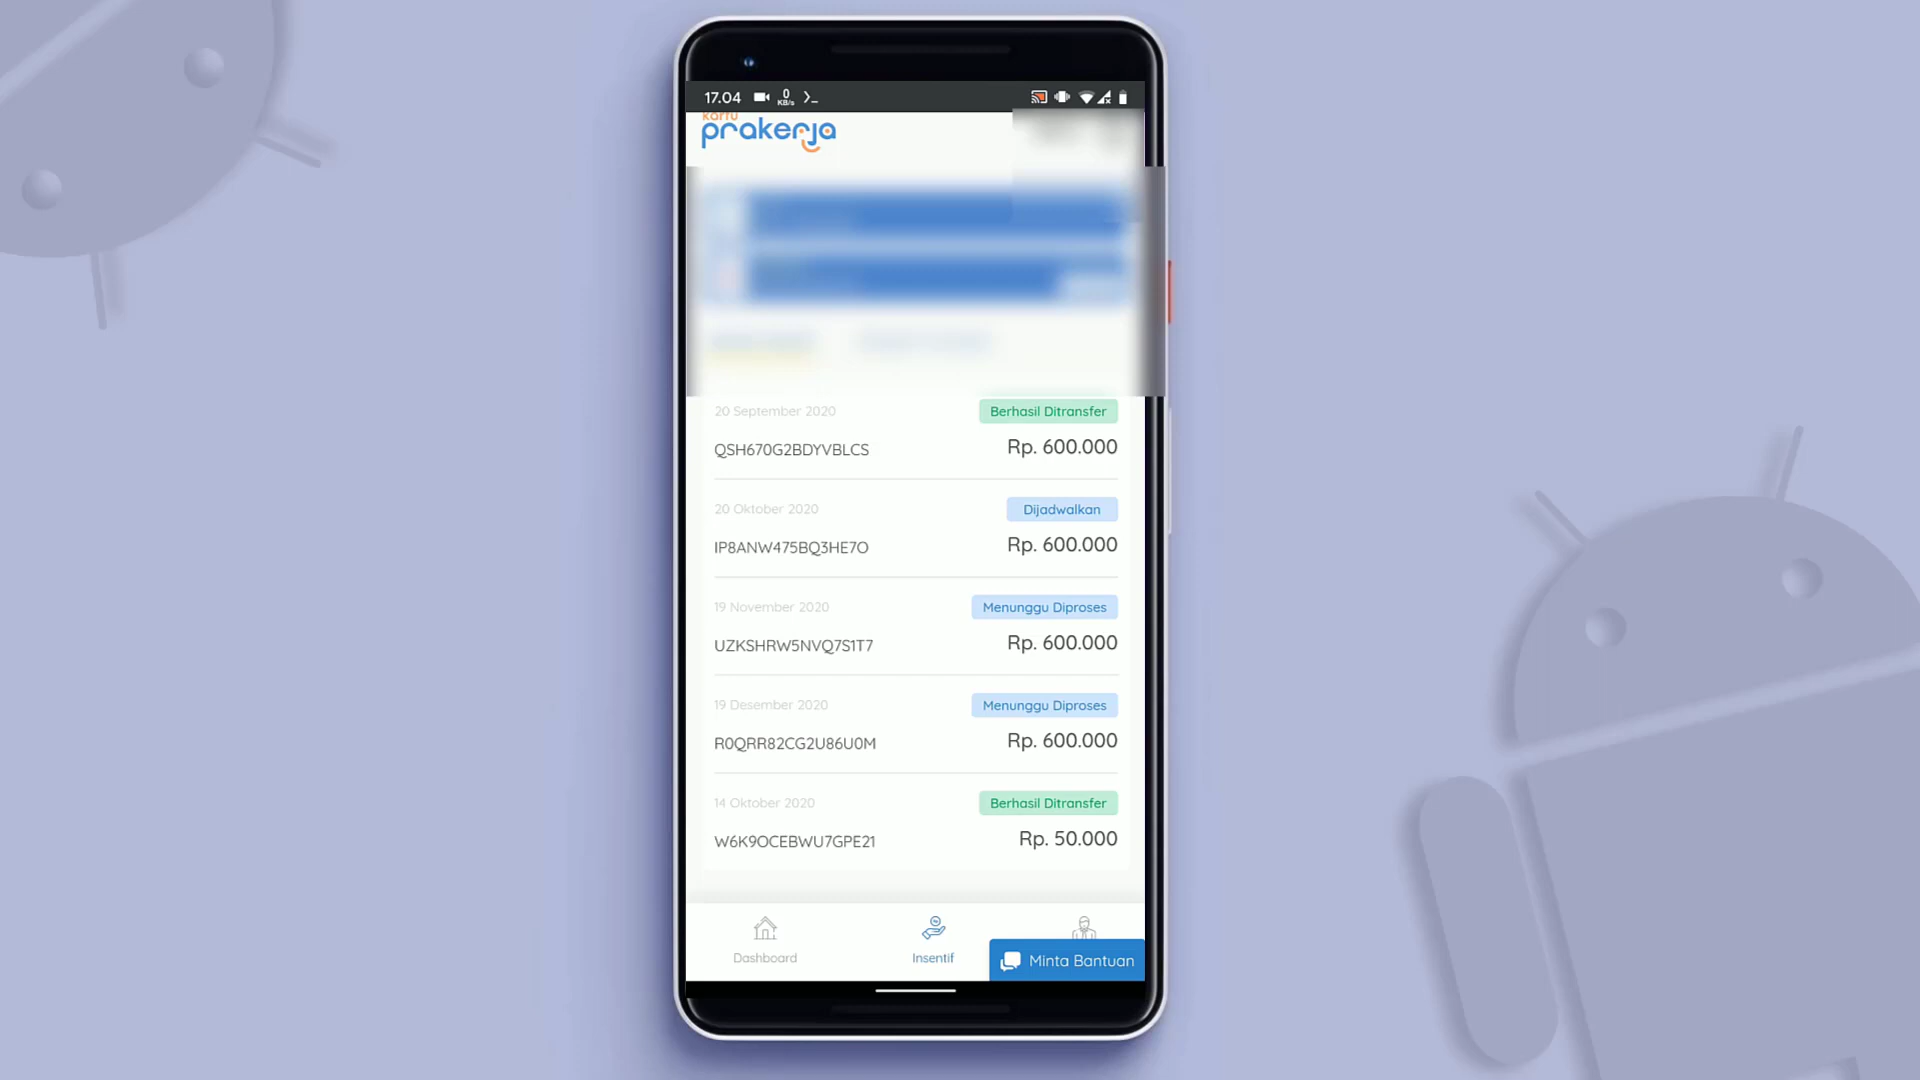 17.04 0 KB/s
kartu
prakerja
20 September 2020 Berhasil Ditransfer
QSH670G2BDYVBLCS Rp. 600.000
20 Oktober 2020 Dijadwalkan
IP8ANW475BQ3HE7O Rp. 600.000
19 November 2020 Menunggu Diproses
UZKSHRW5NVQ7S1T7 Rp. 600.000
19 Desember 2020 Menunggu Diproses
R0QRR82CG2U86U0M Rp. 600.000
14 Oktober 2020 Berhasil Ditransfer
W6K9OCEBWU7GPE21 Rp. 50.000
Dashboard Insentif Minta Bantuan